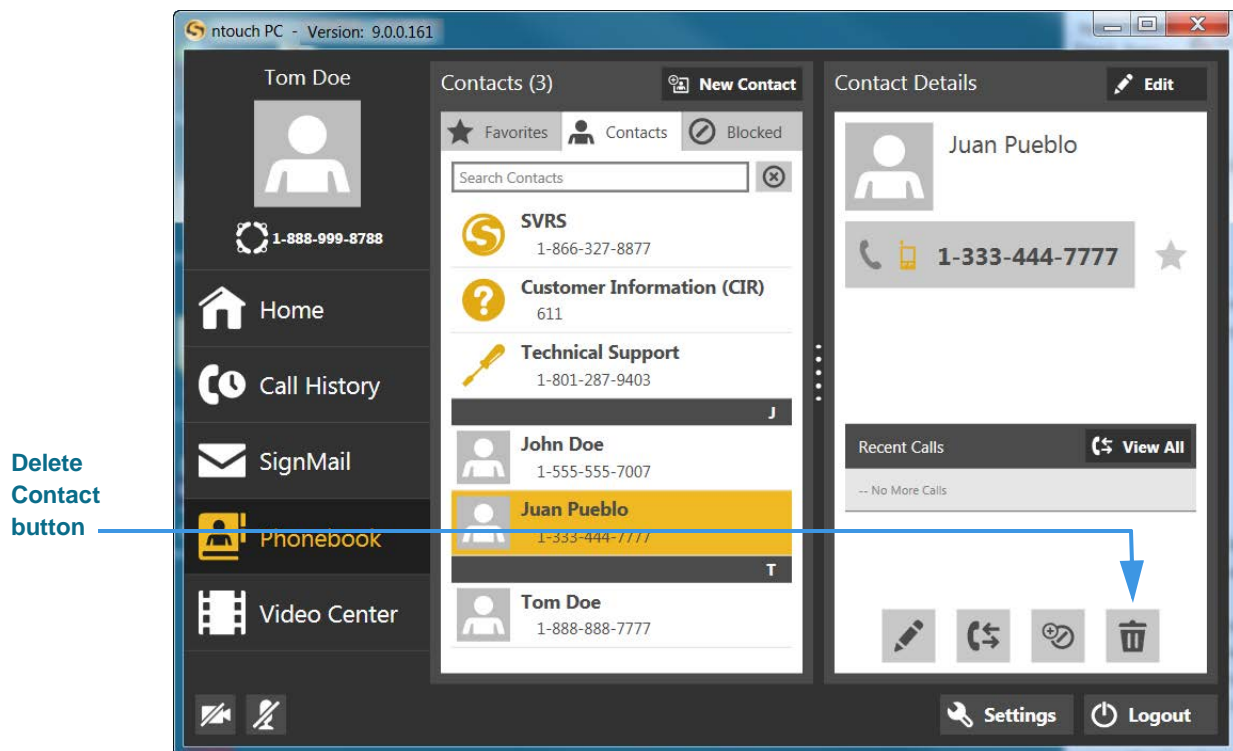 ntouch PC - Version: 9.0.0.161
Tom Doe
1-888-999-8788
Home
Call History
SignMail
Phonebook
Video Center
Contacts (3)
New Contact
Favorites
Contacts
Blocked
Search Contacts
SVRS
1-866-327-8877
Customer Information (CIR)
611
Technical Support
1-801-287-9403
J
John Doe
1-555-555-7007
Juan Pueblo
1-333-444-7777
T
Tom Doe
1-888-888-7777
Contact Details
Edit
Juan Pueblo
1-333-444-7777
Recent Calls
View All
-- No More Calls
Settings
Logout
Delete
Contact
button